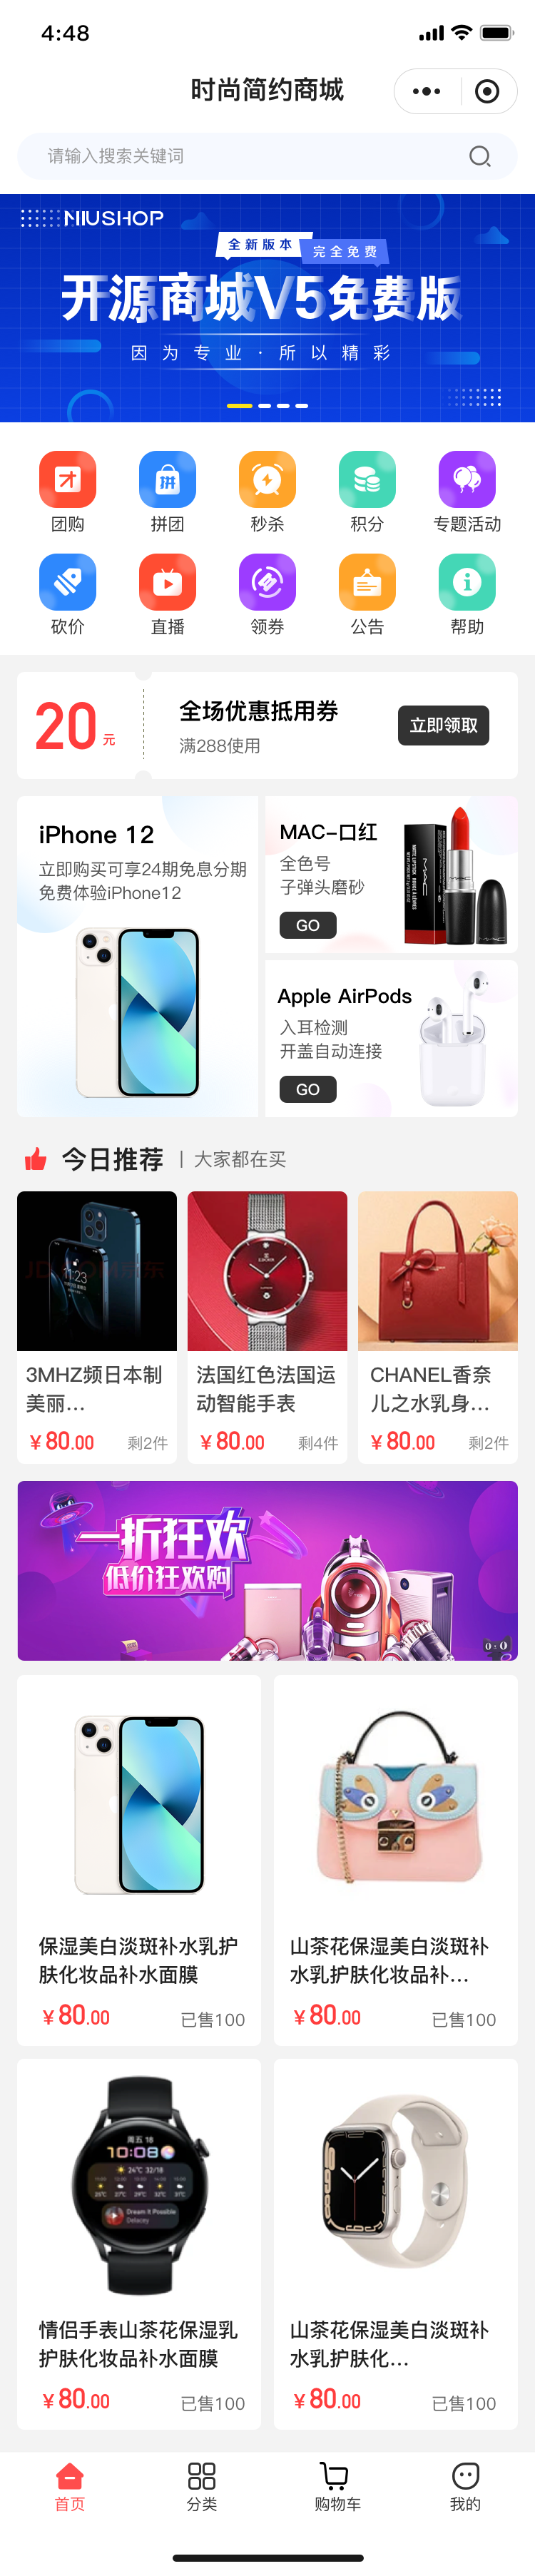 4:48
时尚简约商城
请输入搜索关键词
NIUSHOP
全新版本
完全免费
开源商城V5免费版
因为专业·所以精彩
团购 拼团 秒杀 积分 专题活动
砍价 直播 领券 公告 帮助
20元
全场优惠抵用券
满288使用
立即领取
iPhone 12
立即购买可享24期免息分期
免费体验iPhone12
MAC-口红
全色号
子弹头磨砂
GO
Apple AirPods
入耳检测
开盖自动连接
GO
今日推荐 | 大家都在买
3MHZ频日本制
美丽...
¥80.00 剩2件
法国红色法国运
动智能手表
¥80.00 剩4件
CHANEL香奈
儿之水乳身...
¥80.00 剩2件
一折狂欢
低价狂欢购
保湿美白淡斑补水乳护
肤化妆品补水面膜
¥80.00 已售100
山茶花保湿美白淡斑补
水乳护肤化妆品补...
¥80.00 已售100
周五 18
10:08
24°C 32/18
Dream It Possible
Delacey
情侣手表山茶花保湿乳
护肤化妆品补水面膜
¥80.00 已售100
山茶花保湿美白淡斑补
水乳护肤化...
¥80.00 已售100
首页 分类 购物车 我的